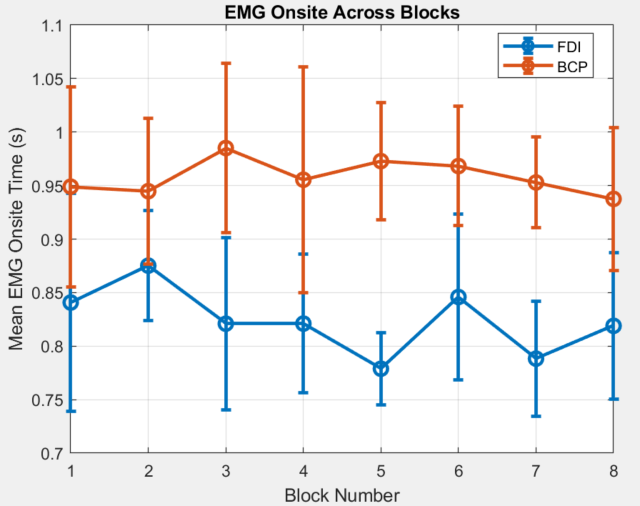 EMG Onsite Across Blocks
FDI
BCP
Mean EMG Onsite Time (s)
1.1
1.05
1
0.95
0.9
0.85
0.8
0.75
0.7
1 2 3 4 5 6 7 8
Block Number